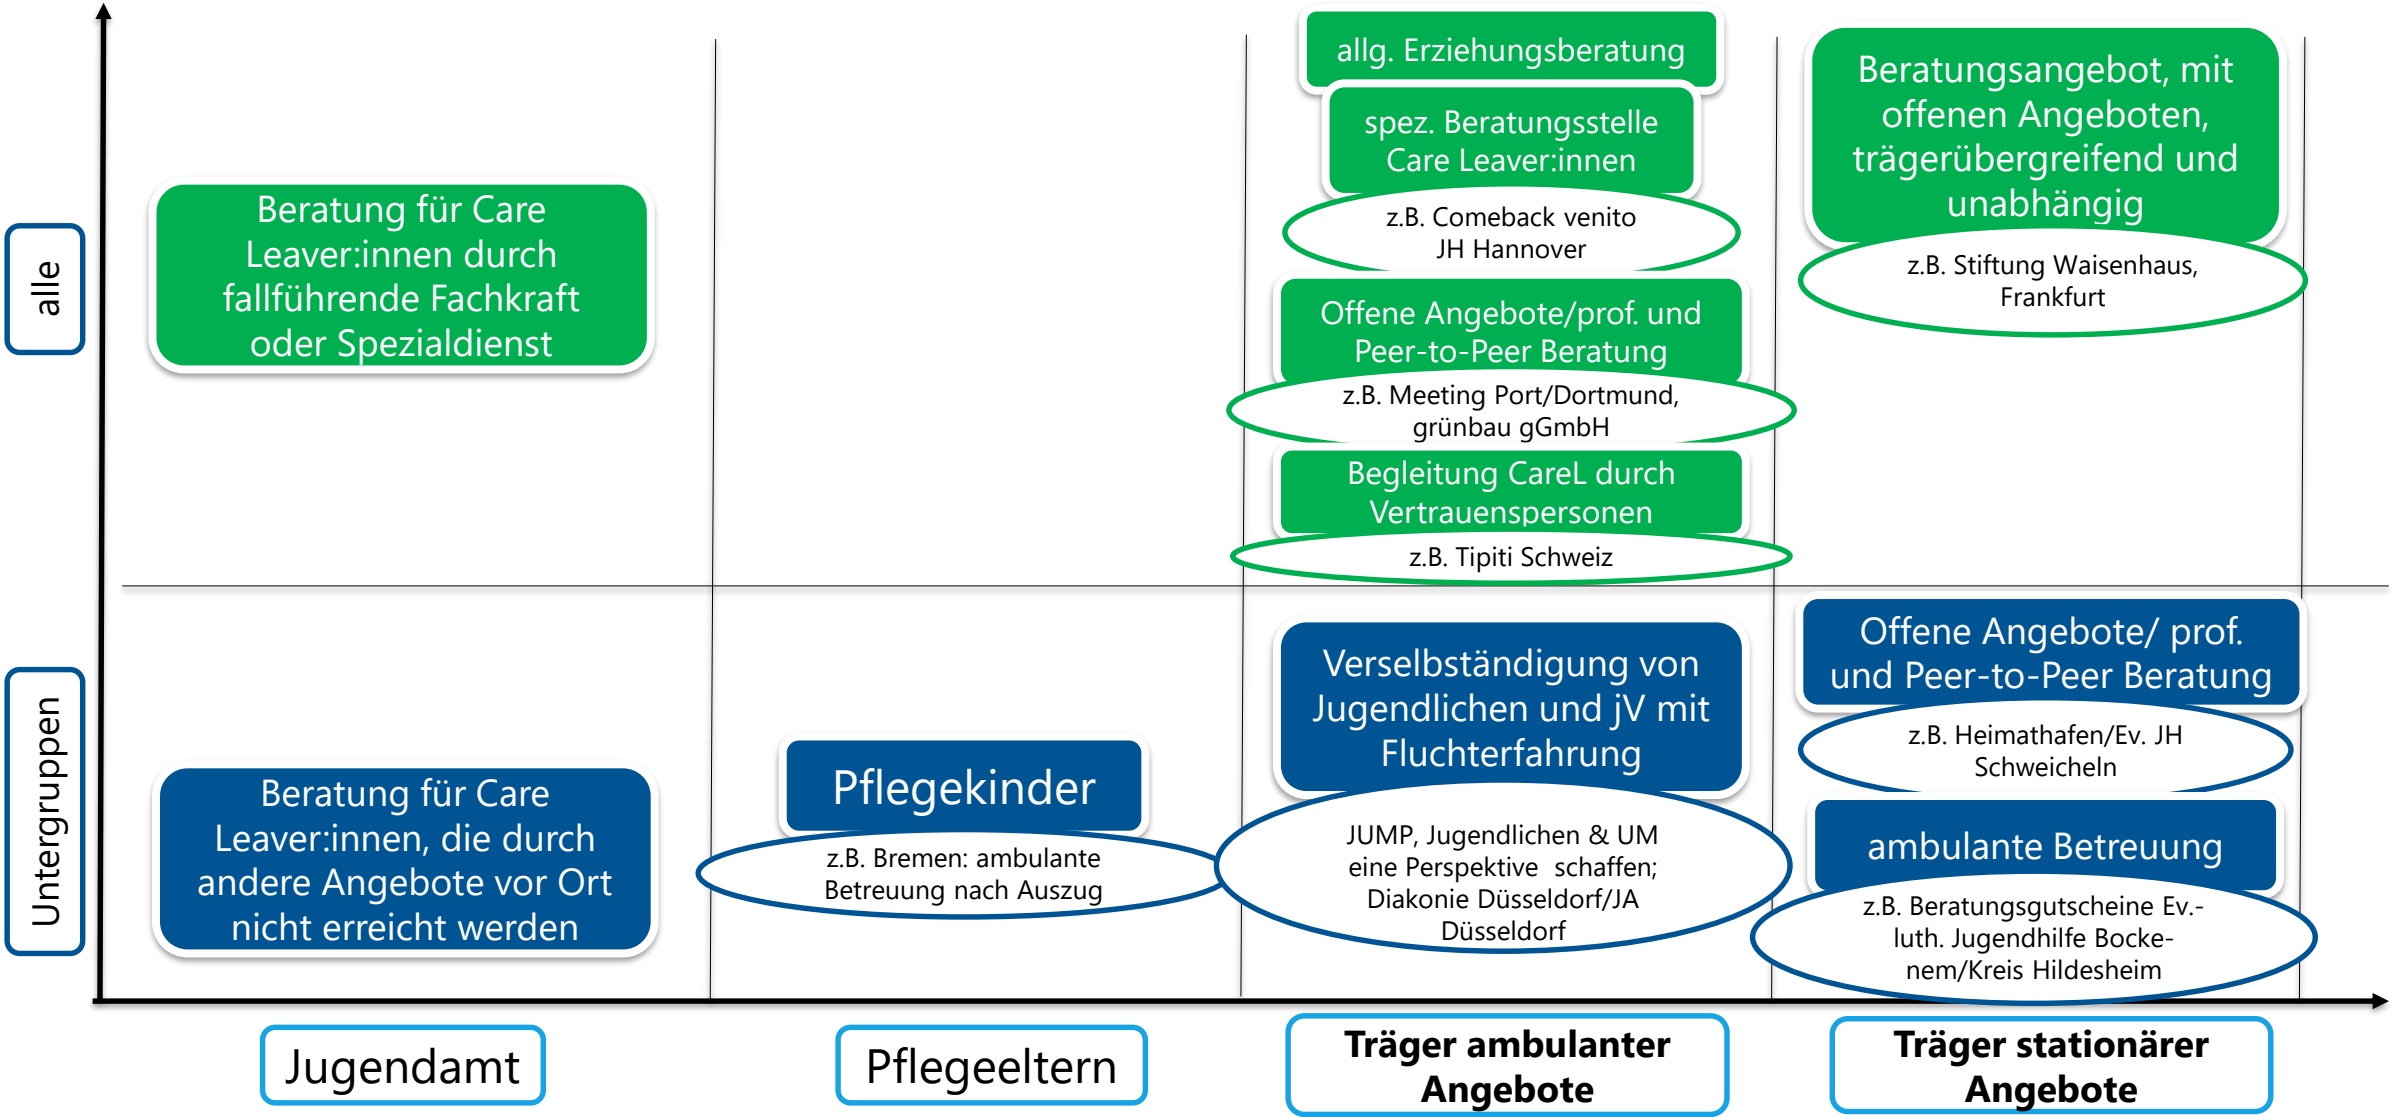 alle
Beratung für Care
Leaver:innen durch
fallführende Fachkraft
oder Spezialdienst
allg. Erziehungsberatung
spez. Beratungsstelle
Care Leaver:innen
z.B. Comeback venito
JH Hannover
Offene Angebote/prof. und
Peer-to-Peer Beratung
z.B. Meeting Port/Dortmund,
grünbau gGmbH
Begleitung CareL durch
Vertrauenspersonen
z.B. Tipiti Schweiz
Beratungsangebot, mit
offenen Angeboten,
trägerübergreifend und
unabhängig
z.B. Stiftung Waisenhaus,
Frankfurt
Untergruppen
Beratung für Care
Leaver:innen, die durch
andere Angebote vor Ort
nicht erreicht werden
Pflegekinder
z.B. Bremen: ambulante
Betreuung nach Auszug
Verselbständigung von
Jugendlichen und jV mit
Fluchterfahrung
JUMP, Jugendlichen & UM
eine Perspektive schaffen;
Diakonie Düsseldorf/JA
Düsseldorf
Offene Angebote/ prof.
und Peer-to-Peer Beratung
z.B. Heimathafen/Ev. JH
Schweicheln
ambulante Betreuung
z.B. Beratungsgutscheine Ev.-
luth. Jugendhilfe Bocke-
nem/Kreis Hildesheim
Jugendamt
Pflegeeltern
Träger ambulanter
Angebote
Träger stationärer
Angebote